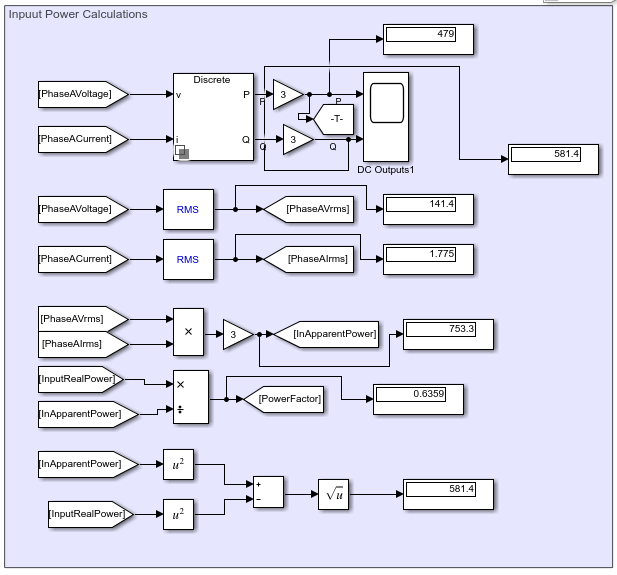 Inpuut Power Calculations
479
Discrete
[PhaseAVoltage]
v
P
3
P
P
-T-
[PhaseACurrent]
i
Q
3
Q
Q
581.4
DC Outputs1
[PhaseAVoltage]
RMS
[PhaseAVrms]
141.4
[PhaseACurrent]
RMS
[PhaseAIrms]
1.775
[PhaseAVrms]
[PhaseAIrms]
×
3
[InApparentPower]
753.3
[InputRealPower]
×
÷
[InApparentPower]
[PowerFactor]
0.6359
[InApparentPower]
u²
+
−
√u
581.4
[InputRealPower]
u²